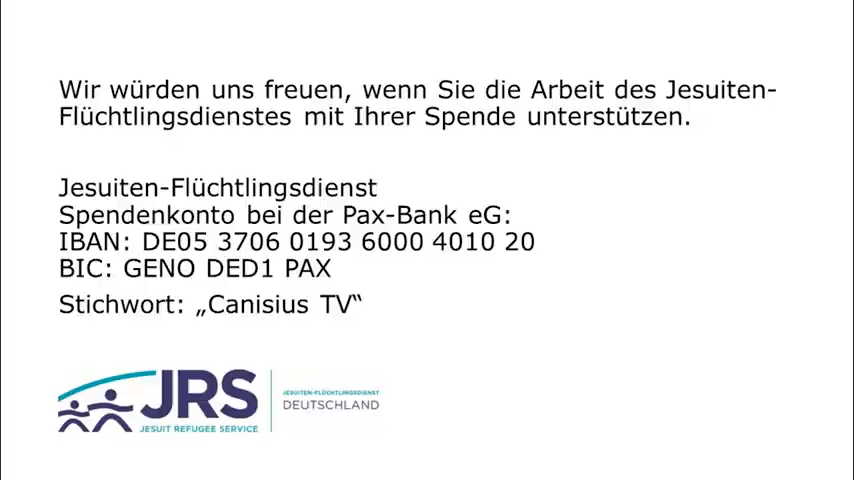 Wir würden uns freuen, wenn Sie die Arbeit des Jesuiten-
Flüchtlingsdienstes mit Ihrer Spende unterstützen.
Jesuiten-Flüchtlingsdienst
Spendenkonto bei der Pax-Bank eG:
IBAN: DE05 3706 0193 6000 4010 20
BIC: GENO DED1 PAX
Stichwort: „Canisius TV“
JRS
JESUIT REFUGEE SERVICE
JESUITEN-FLÜCHTLINGSDIENST
DEUTSCHLAND